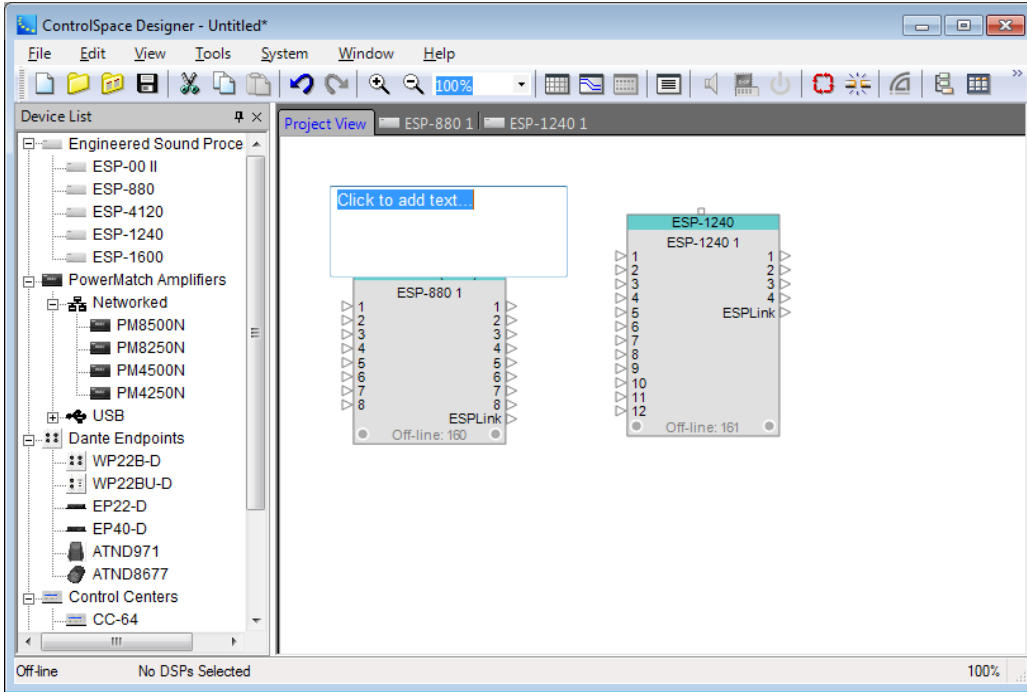 ControlSpace Designer - Untitled*
File Edit View Tools System Window Help
100%
Device List
Project View ESP-880 1 ESP-1240 1
Engineered Sound Proce
ESP-00 II
ESP-880
ESP-4120
ESP-1240
ESP-1600
PowerMatch Amplifiers
Networked
PM8500N
PM8250N
PM4500N
PM4250N
USB
Dante Endpoints
WP22B-D
WP22BU-D
EP22-D
EP40-D
ATND971
ATND8677
Control Centers
CC-64
Click to add text...
ESP-880 1
1 1
2 2
3 3
4 4
5 5
6 6
7 7
8 8
ESPLink
Off-line: 160
ESP-1240
ESP-1240 1
1 1
2 2
3 3
4 4
5 ESPLink
6
7
8
9
10
11
12
Off-line: 161
Off-line No DSPs Selected 100%